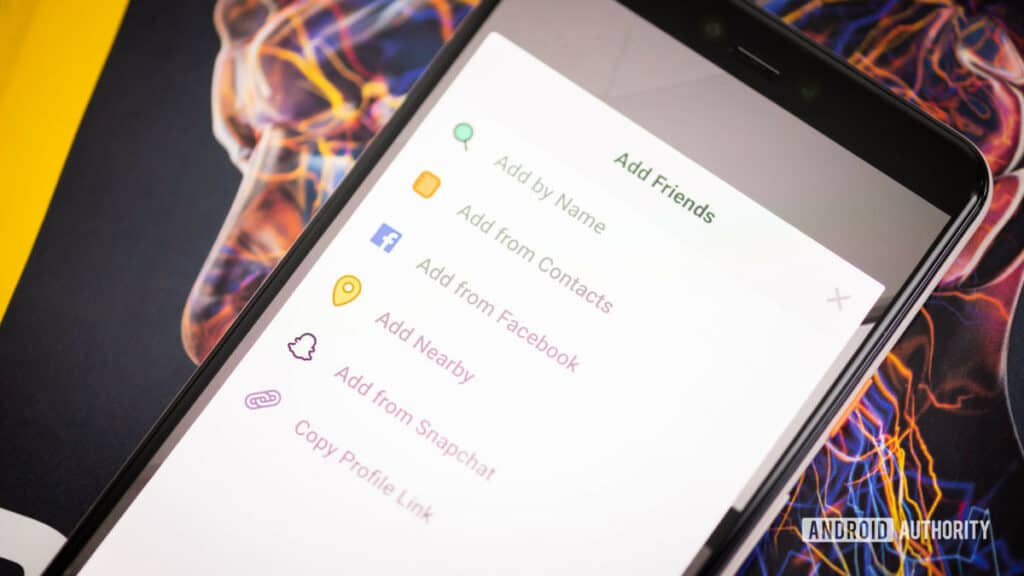 Add Friends
Add by Name
Add from Contacts
Add from Facebook
Add Nearby
Add from Snapchat
Copy Profile Link
ANDROID AUTHORITY